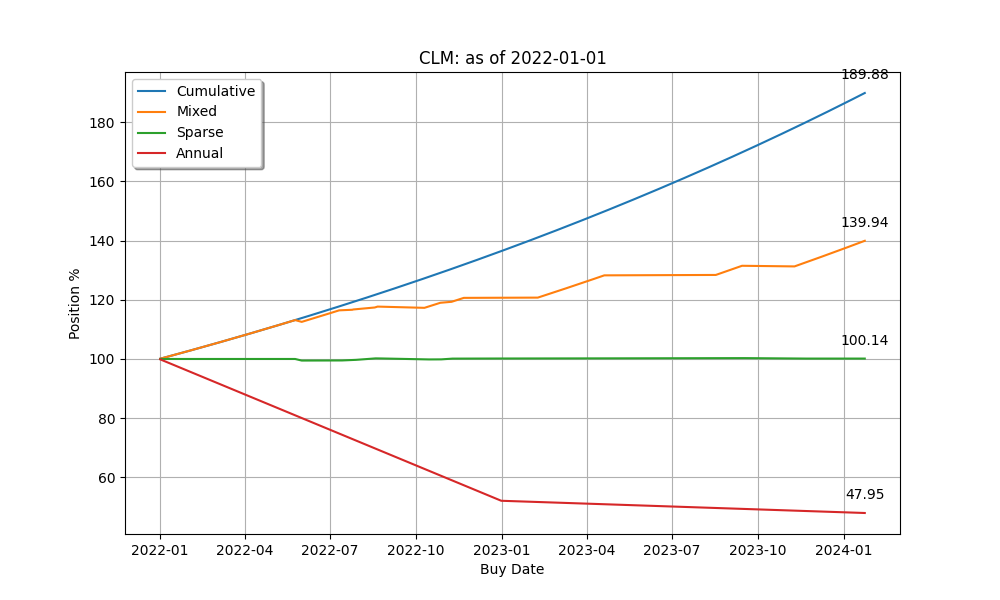 CLM: as of 2022-01-01
Cumulative
Mixed
Sparse
Annual
189.88
139.94
100.14
47.95
Position %
180
160
140
120
100
80
60
2022-01 2022-04 2022-07 2022-10 2023-01 2023-04 2023-07 2023-10 2024-01
Buy Date